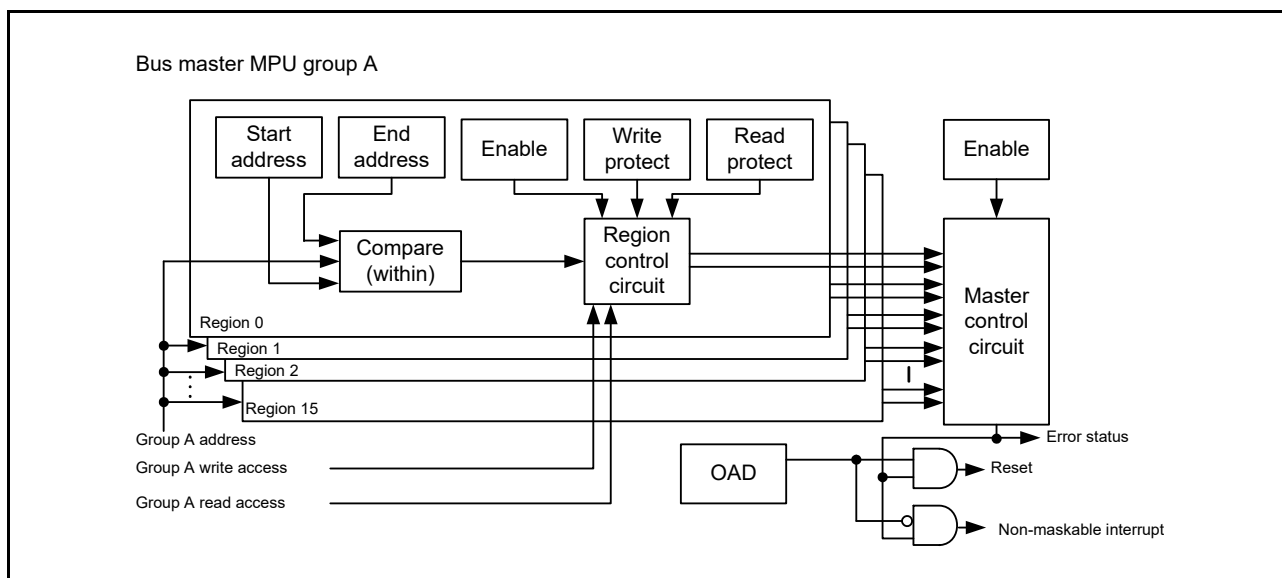 Bus master MPU group A
Start
address
End
address
Enable
Write
protect
Read
protect
Enable
Compare
(within)
Region
control
circuit
Master
control
circuit
Region 0
Region 1
Region 2
Region 15
Group A address
Group A write access
Group A read access
OAD
Error status
Reset
Non-maskable interrupt